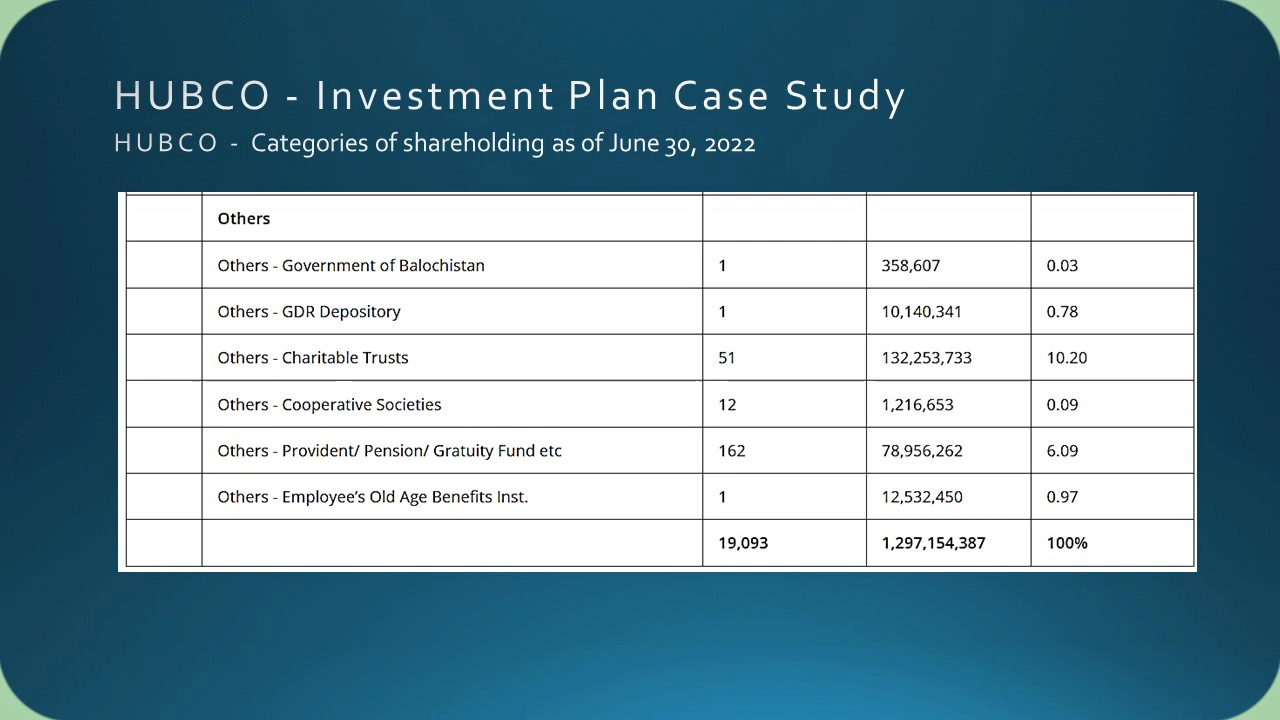 HUBCO - Investment Plan Case Study
HUBCO - Categories of shareholding as of June 30, 2022
Others
Others - Government of Balochistan 1 358,607 0.03
Others - GDR Depository 1 10,140,341 0.78
Others - Charitable Trusts 51 132,253,733 10.20
Others - Cooperative Societies 12 1,216,653 0.09
Others - Provident/ Pension/ Gratuity Fund etc 162 78,956,262 6.09
Others - Employee’s Old Age Benefits Inst. 1 12,532,450 0.97
19,093 1,297,154,387 100%